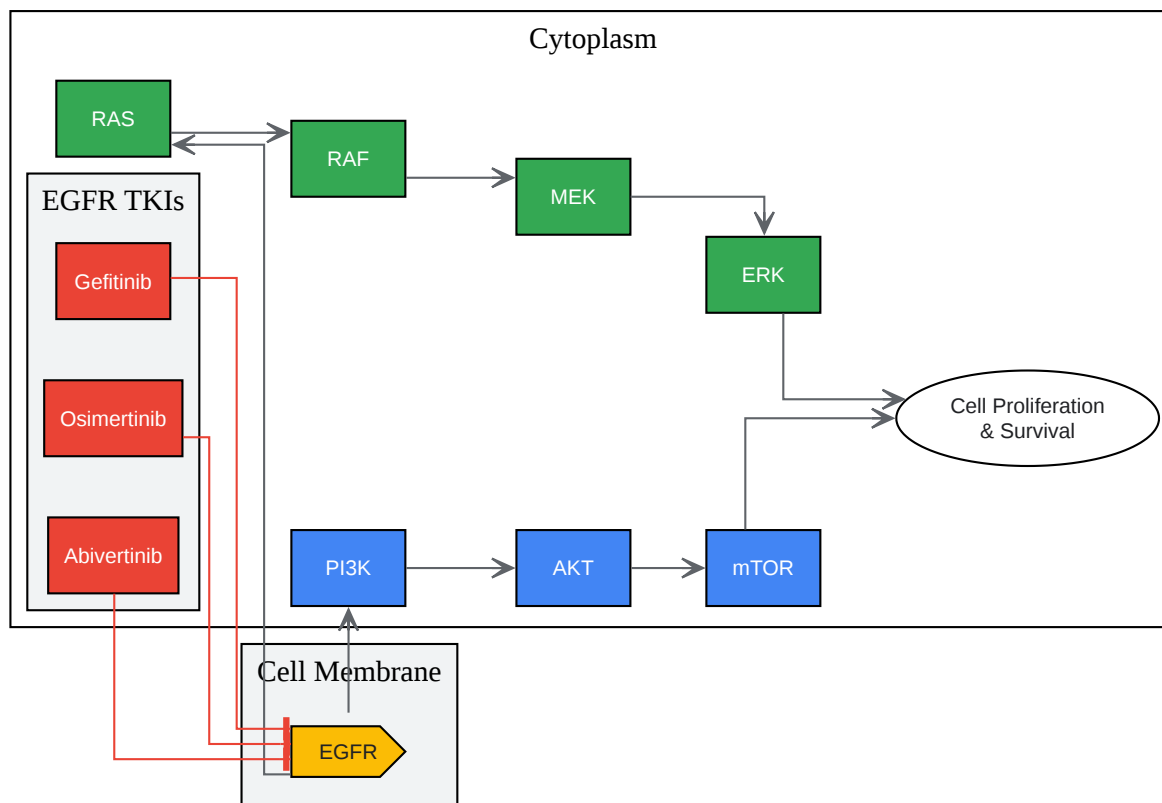 Cytoplasm
RAS
RAF
MEK
EGFR TKIs
ERK
Gefitinib
Osimertinib
Cell Proliferation
& Survival
Abivertinib
PI3K
AKT
mTOR
Cell Membrane
EGFR